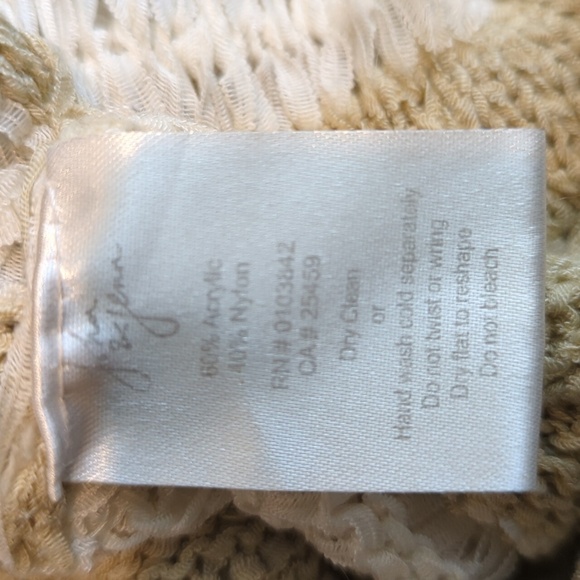 60% Acrylic
40% Nylon
RN # 0103842
CA # 25459
Dry Clean
or
Hand wash cold separately
Do not twist or wring
Dry flat to reshape
Do not bleach